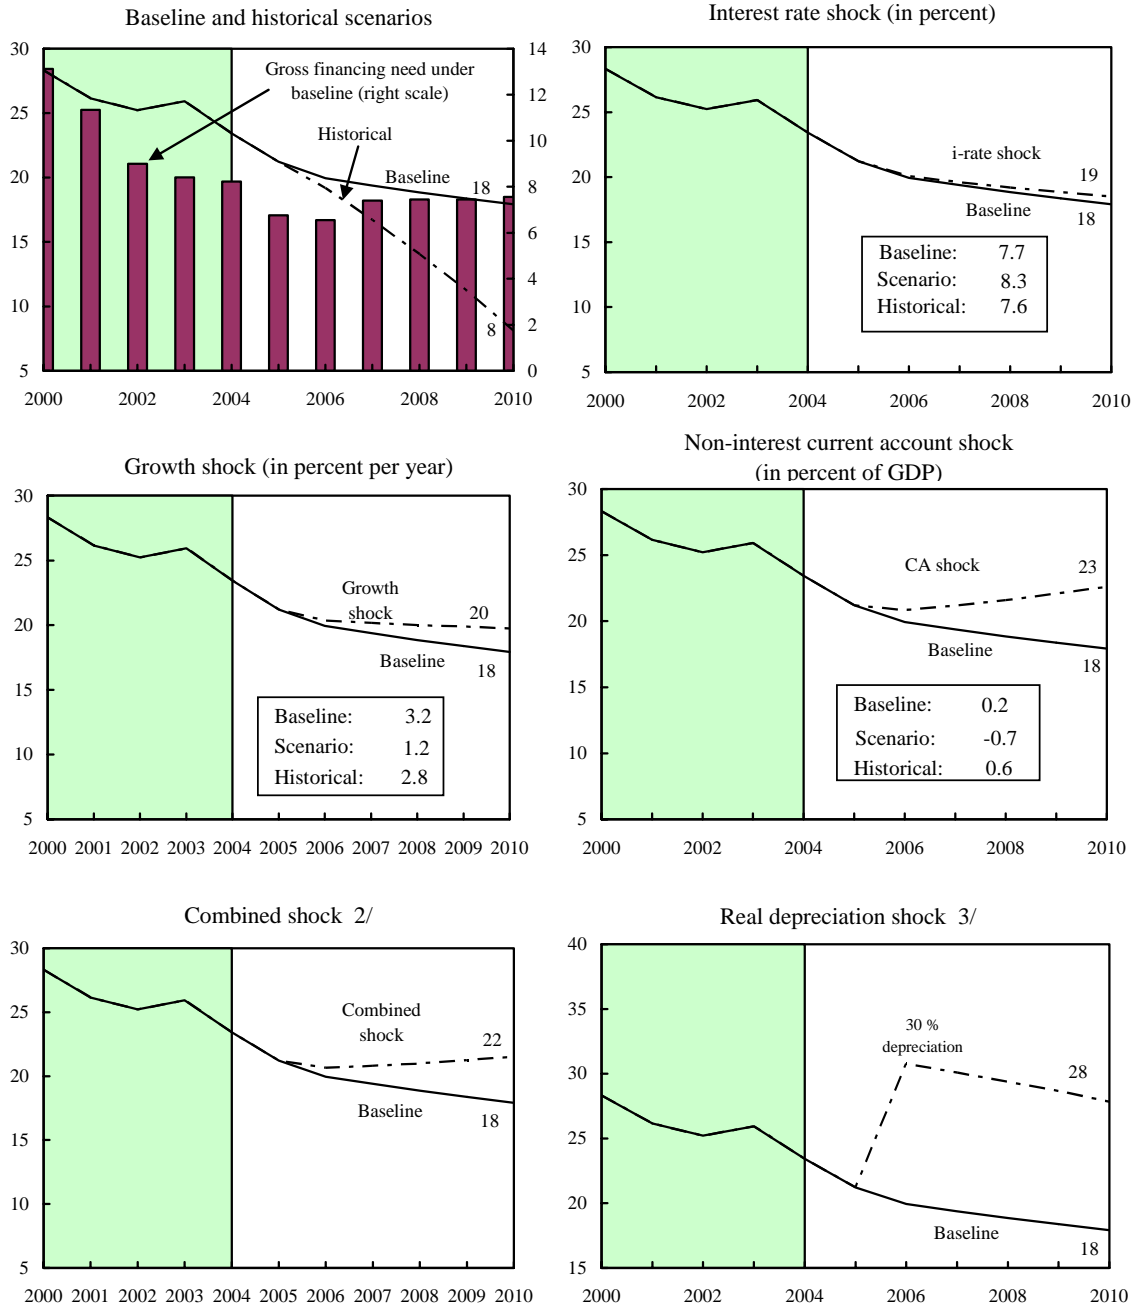 Baseline and historical scenarios
30
25
20
15
10
5
14
12
10
8
6
4
2
0
Gross financing need under
baseline (right scale)
Historical
Baseline
18
8
2000 2002 2004 2006 2008 2010
Interest rate shock (in percent)
30
25
20
15
10
5
i-rate shock
19
Baseline
18
Baseline: 7.7
Scenario: 8.3
Historical: 7.6
2000 2002 2004 2006 2008 2010
Growth shock (in percent per year)
30
25
20
15
10
5
Growth
shock
20
Baseline
18
Baseline: 3.2
Scenario: 1.2
Historical: 2.8
2000 2001 2002 2003 2004 2005 2006 2007 2008 2009 2010
Non-interest current account shock
(in percent of GDP)
30
25
20
15
10
5
CA shock
23
Baseline
18
Baseline: 0.2
Scenario: -0.7
Historical: 0.6
2000 2002 2004 2006 2008 2010
Combined shock 2/
30
25
20
15
10
5
Combined
shock
22
Baseline
18
2000 2001 2002 2003 2004 2005 2006 2007 2008 2009 2010
Real depreciation shock 3/
40
35
30
25
20
15
30 %
depreciation
28
Baseline
18
2000 2002 2004 2006 2008 2010